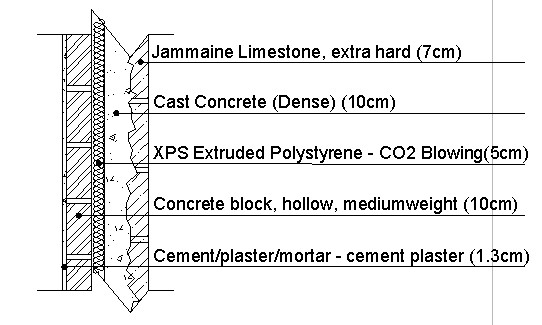 Jammaine Limestone, extra hard (7cm)
Cast Concrete (Dense) (10cm)
XPS Extruded Polystyrene - CO2 Blowing(5cm)
Concrete block, hollow, mediumweight (10cm)
Cement/plaster/mortar - cement plaster (1.3cm)